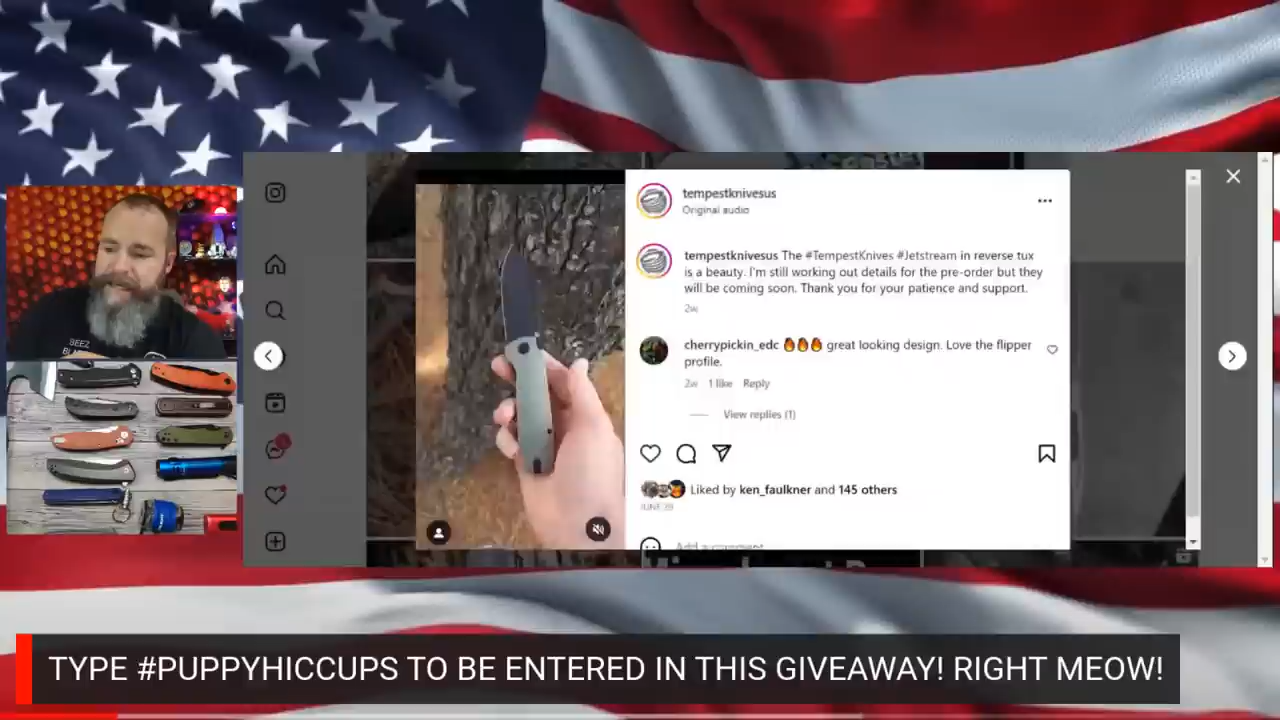 tempestknivesus
Original audio
tempestknivesus The #TempestKnives #Jetstream in reverse tux
is a beauty. I'm still working out details for the pre-order but they
will be coming soon. Thank you for your patience and support.
2w
cherrypickin_edc 🔥🔥🔥 great looking design. Love the flipper
profile.
2w 1 like Reply
View replies (1)
Liked by ken_faulkner and 145 others
Add a comment
BEEZ
TYPE #PUPPYHICCUPS TO BE ENTERED IN THIS GIVEAWAY! RIGHT MEOW!